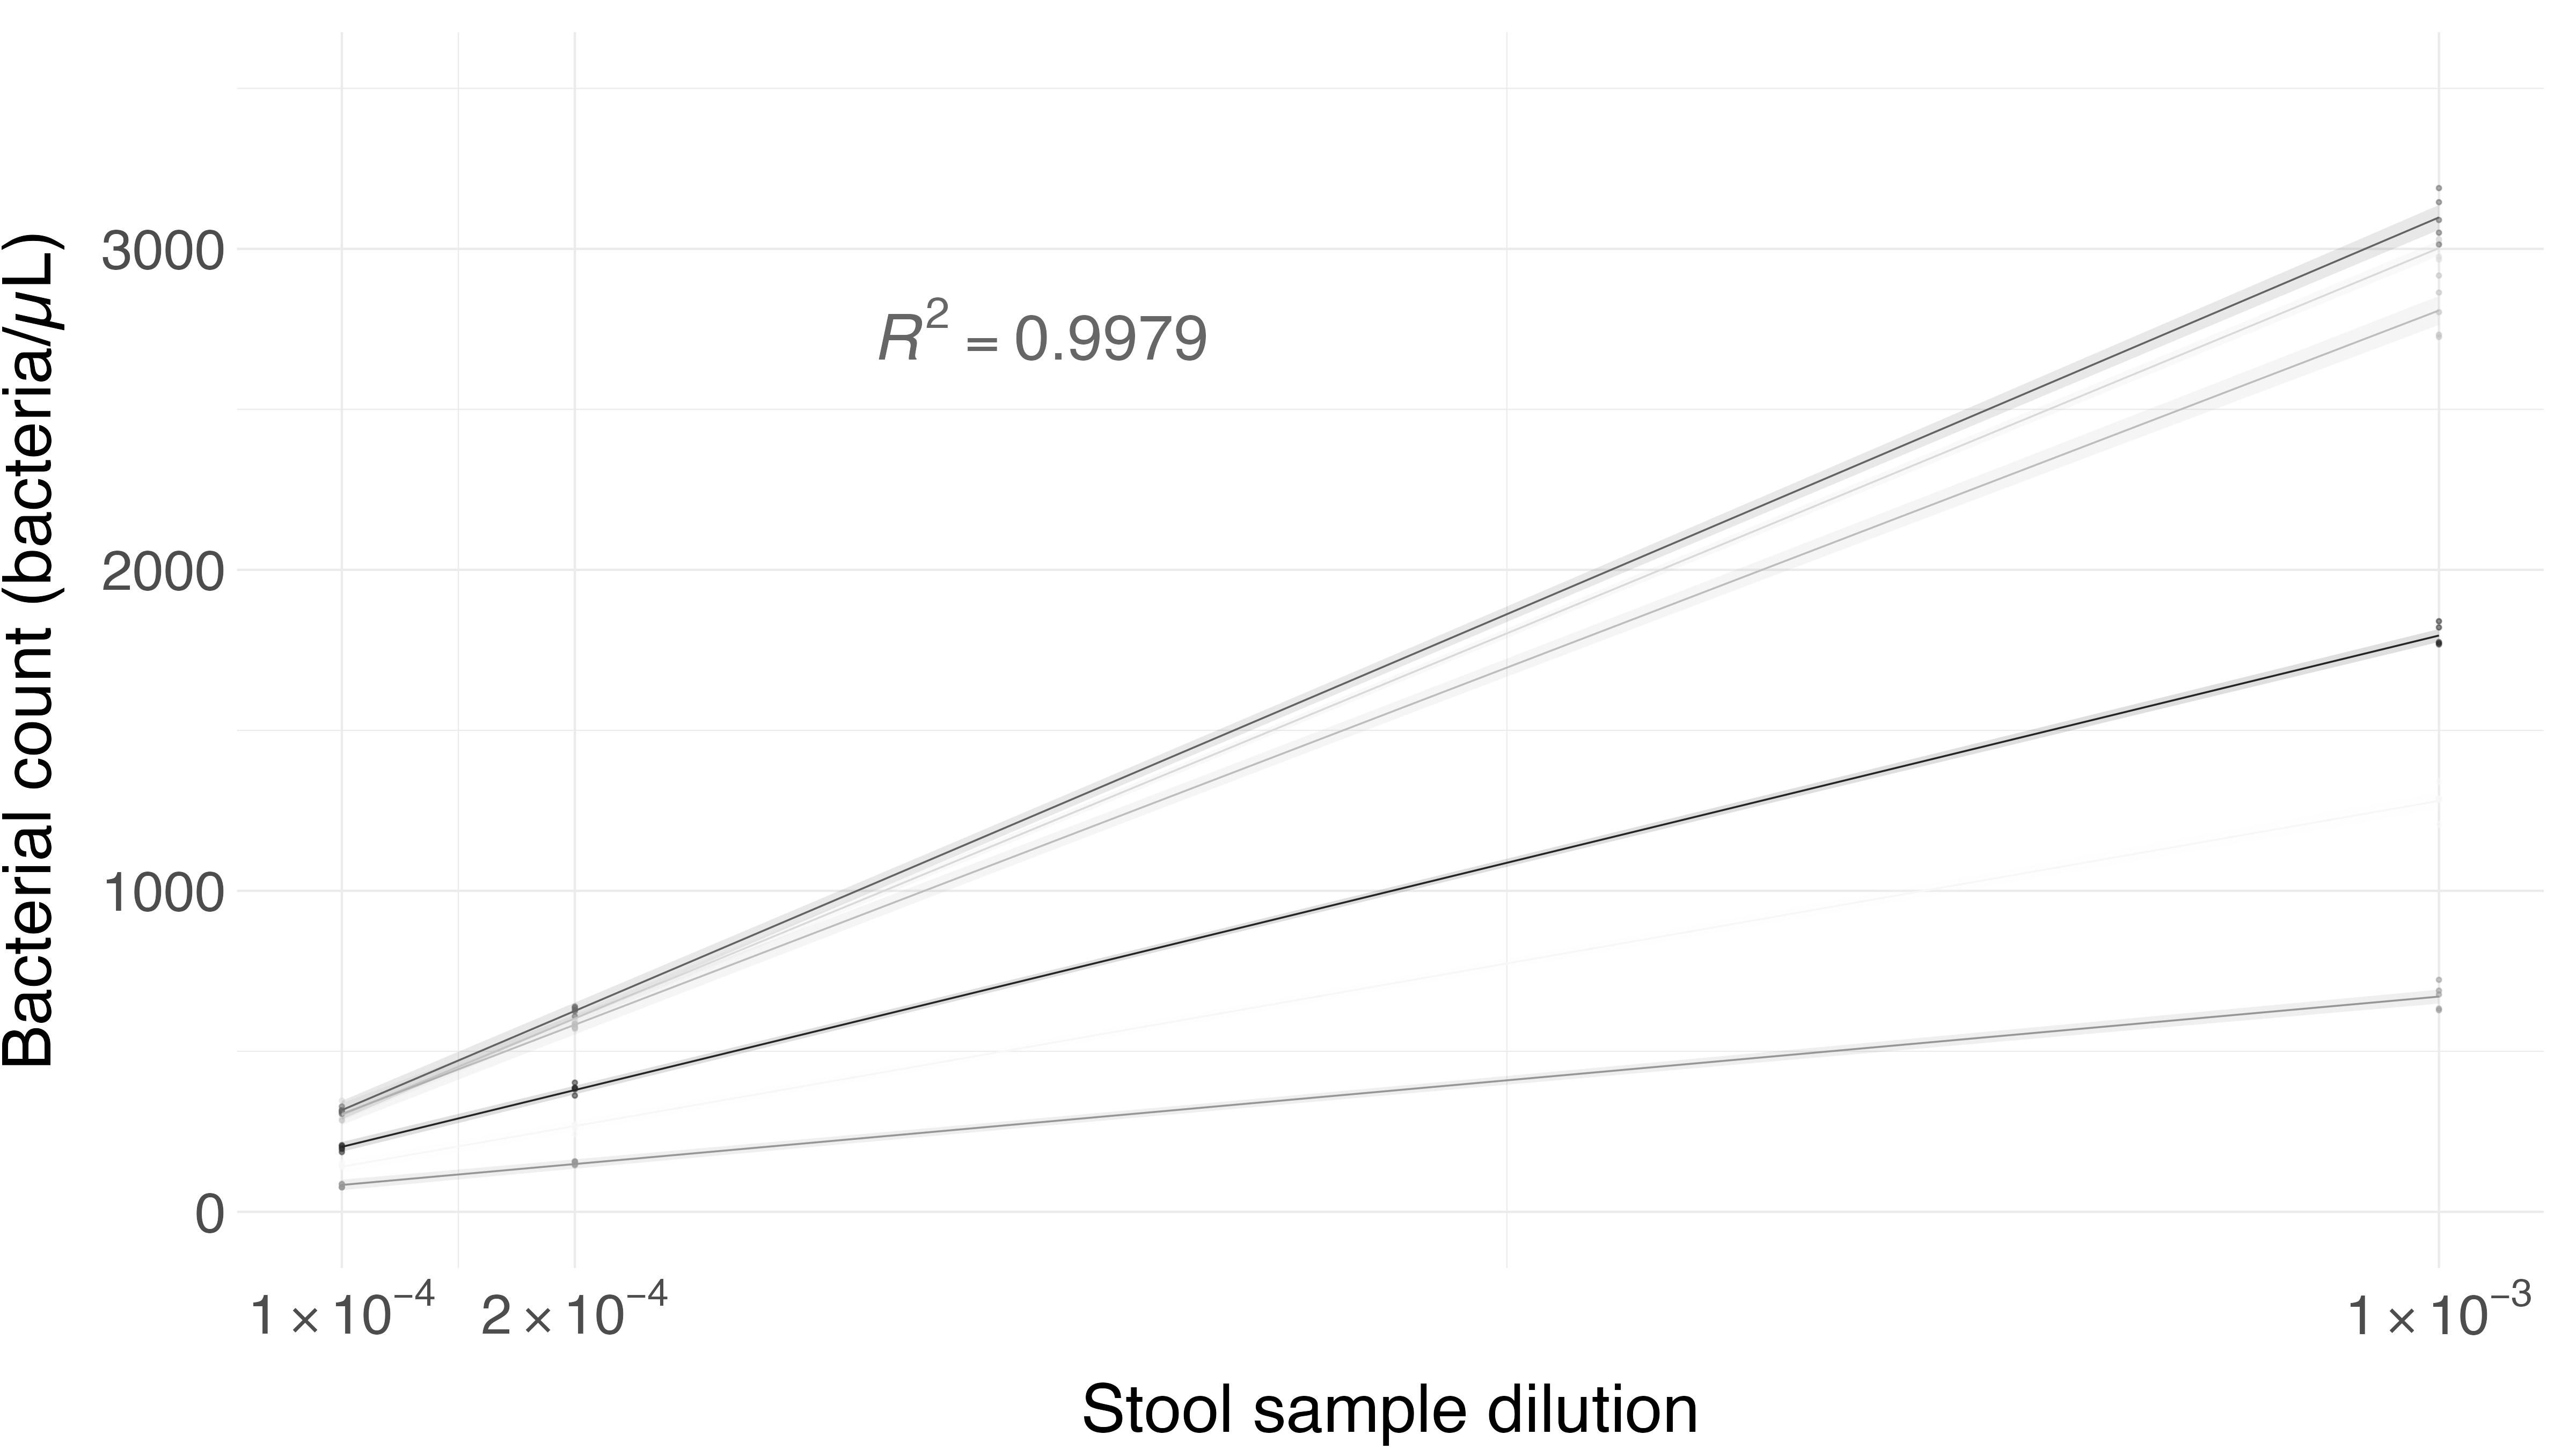 Bacterial count (bacteria/μL)
3000
2000
1000
0
R² = 0.9979
1 × 10⁻⁴
2 × 10⁻⁴
1 × 10⁻³
Stool sample dilution